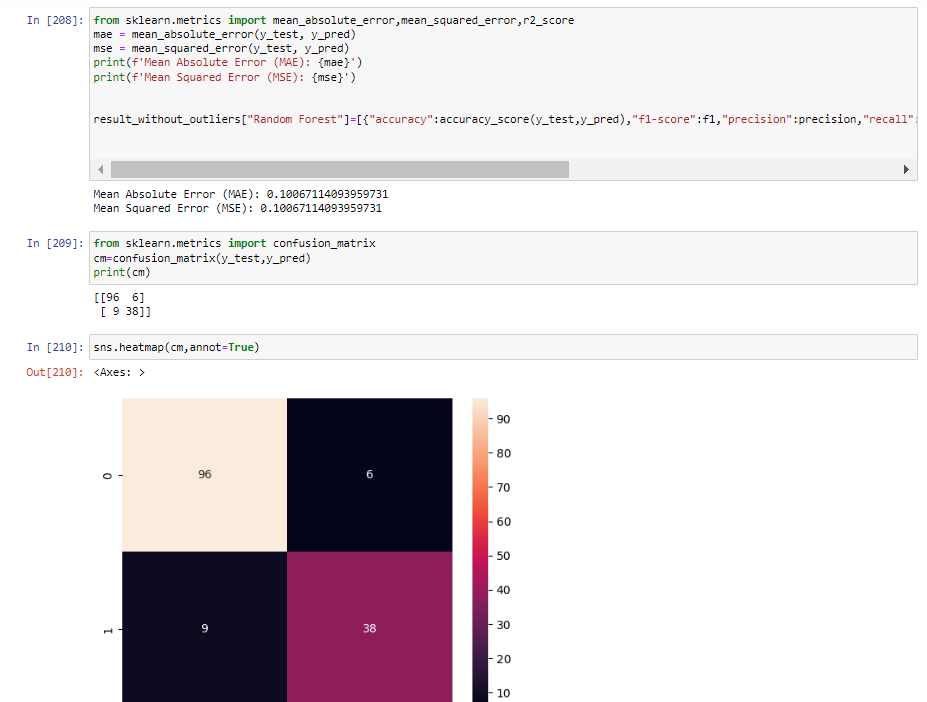 In [208]: from sklearn.metrics import mean_absolute_error,mean_squared_error,r2_score
mae = mean_absolute_error(y_test, y_pred)
mse = mean_squared_error(y_test, y_pred)
print(f'Mean Absolute Error (MAE): {mae}')
print(f'Mean Squared Error (MSE): {mse}')
result_without_outliers["Random Forest"]=[{"accuracy":accuracy_score(y_test,y_pred),"f1-score":f1,"precision":precision,"recall":
Mean Absolute Error (MAE): 0.10067114093959731
Mean Squared Error (MSE): 0.10067114093959731
In [209]: from sklearn.metrics import confusion_matrix
cm=confusion_matrix(y_test,y_pred)
print(cm)
[[96  6]
 [ 9 38]]
In [210]: sns.heatmap(cm,annot=True)
Out[210]: <Axes: >
90
0 96 6
80
70
60
50
40
1 9 38
30
20
10